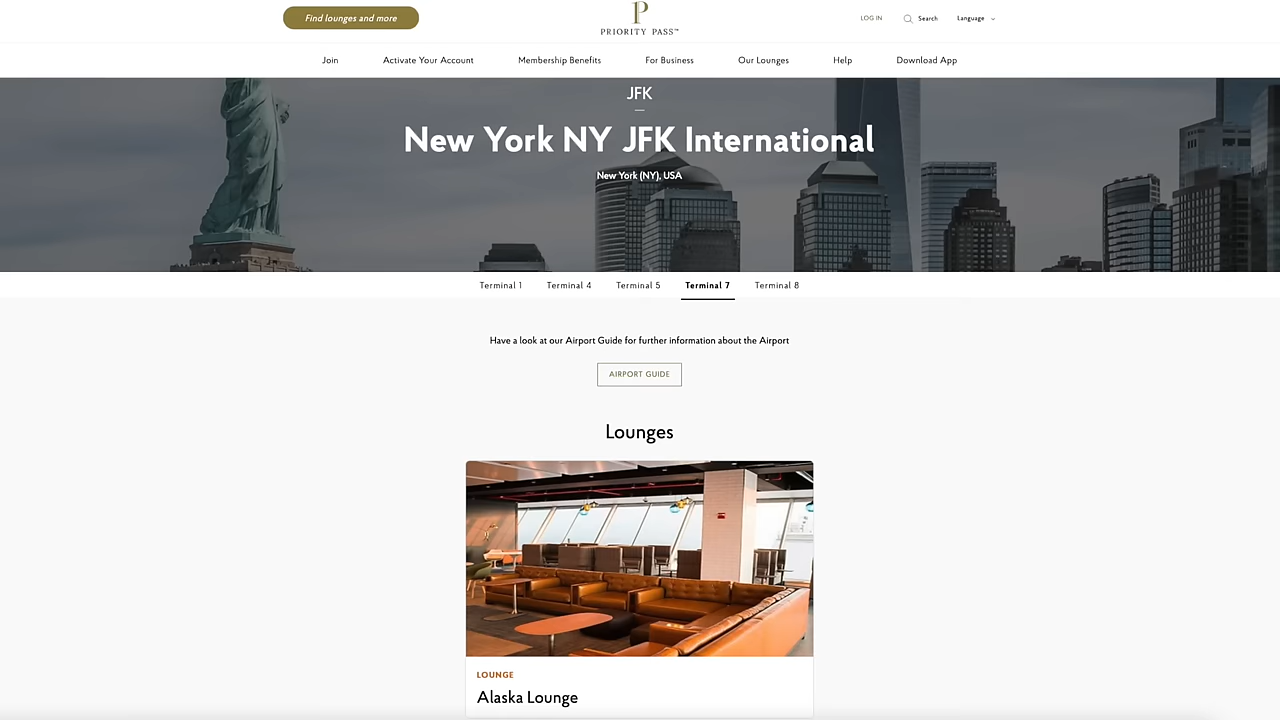 Find lounges and more
P
PRIORITY PASS™
LOG IN
Search
Language
Join
Activate Your Account
Membership Benefits
For Business
Our Lounges
Help
Download App
JFK
New York NY JFK International
New York (NY), USA
Terminal 1
Terminal 4
Terminal 5
Terminal 7
Terminal 8
Have a look at our Airport Guide for further information about the Airport
AIRPORT GUIDE
Lounges
LOUNGE
Alaska Lounge